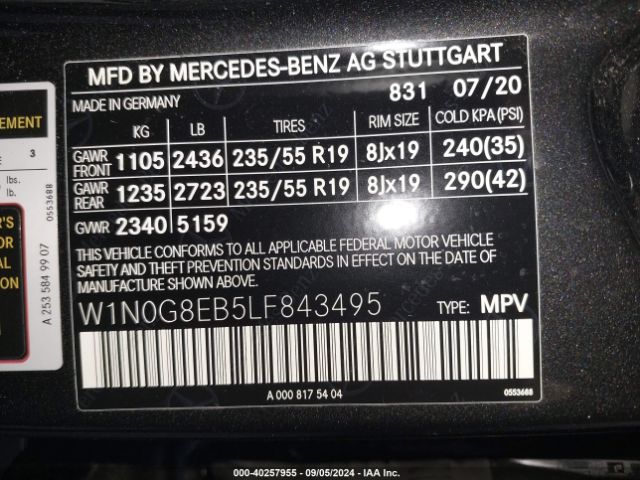 MFD BY MERCEDES-BENZ AG STUTTGART
MADE IN GERMANY 831 07/20
KG LB TIRES RIM SIZE COLD KPA (PSI)
GAWR FRONT 1105 2436 235/55 R19 8Jx19 240(35)
GAWR REAR 1235 2723 235/55 R19 8Jx19 290(42)
GVWR 2340 5159
THIS VEHICLE CONFORMS TO ALL APPLICABLE FEDERAL MOTOR VEHICLE
SAFETY AND THEFT PREVENTION STANDARDS IN EFFECT ON THE DATE OF
MANUFACTURE SHOWN ABOVE.
W1N0G8EB5LF843495 TYPE: MPV
A 000 817 54 04
0553688
EMENT
3
lbs.
lb.
0553688
A 253 584 99 07
000-40257955 - 09/05/2024 - IAA Inc.